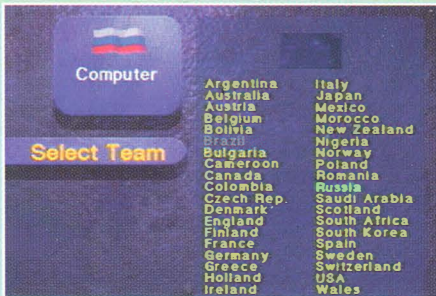 Computer
Select Team
Argentina
Australia
Austria
Belgium
Bolivia
Brazil
Bulgaria
Cameroon
Canada
Colombia
Czech Rep.
Denmark
England
Finland
France
Germany
Greece
Holland
Ireland
Italy
Japan
Mexico
Morocco
New Zealand
Nigeria
Norway
Poland
Romania
Russia
Saudi Arabia
Scotland
South Africa
South Korea
Spain
Sweden
Switzerland
USA
Wales